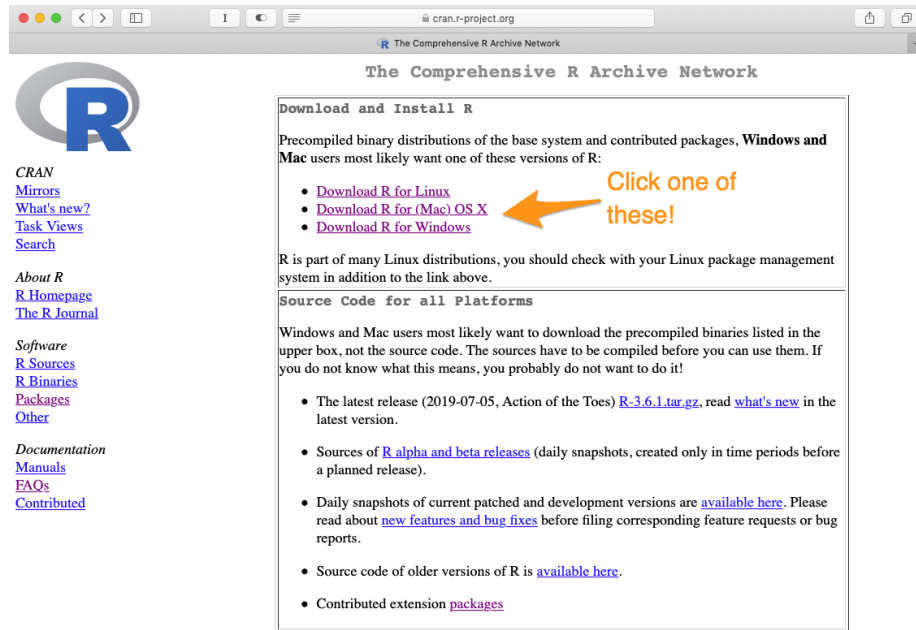 I
cran.r-project.org
R The Comprehensive R Archive Network
R
CRAN
Mirrors
What's new?
Task Views
Search
About R
R Homepage
The R Journal
Software
R Sources
R Binaries
Packages
Other
Documentation
Manuals
FAQs
Contributed
The Comprehensive R Archive Network
Download and Install R
Precompiled binary distributions of the base system and contributed packages, Windows and
Mac users most likely want one of these versions of R:
• Download R for Linux
• Download R for (Mac) OS X
• Download R for Windows
Click one of
these!
R is part of many Linux distributions, you should check with your Linux package management
system in addition to the link above.
Source Code for all Platforms
Windows and Mac users most likely want to download the precompiled binaries listed in the
upper box, not the source code. The sources have to be compiled before you can use them. If
you do not know what this means, you probably do not want to do it!
• The latest release (2019-07-05, Action of the Toes) R-3.6.1.tar.gz, read what's new in the
latest version.
• Sources of R alpha and beta releases (daily snapshots, created only in time periods before
a planned release).
• Daily snapshots of current patched and development versions are available here. Please
read about new features and bug fixes before filing corresponding feature requests or bug
reports.
• Source code of older versions of R is available here.
• Contributed extension packages